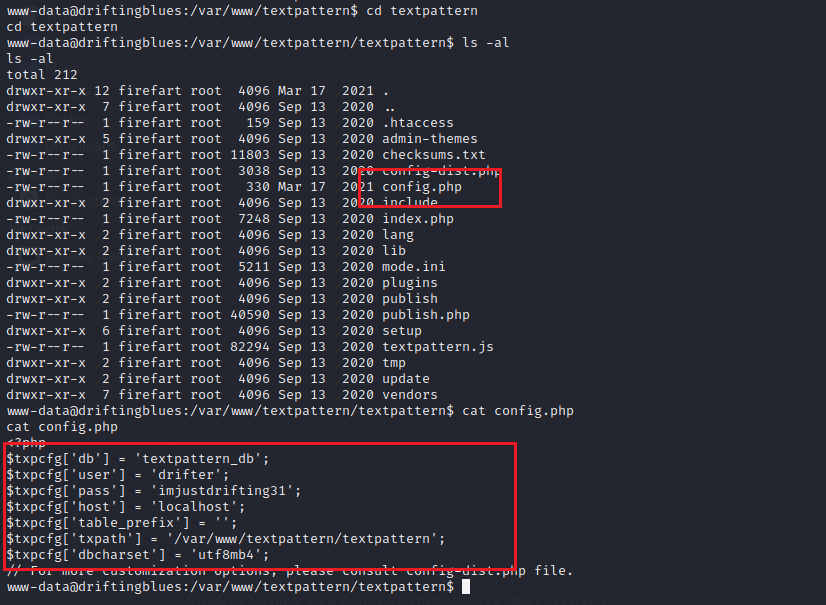 www-data@driftingblues:/var/www/textpattern$ cd textpattern
cd textpattern
www-data@driftingblues:/var/www/textpattern/textpattern$ ls -al
ls -al
total 212
drwxr-xr-x 12 firefart root  4096 Mar 17  2021 .
drwxr-xr-x  7 firefart root  4096 Sep 13  2020 ..
-rw-r--r--  1 firefart root   159 Sep 13  2020 .htaccess
drwxr-xr-x  5 firefart root  4096 Sep 13  2020 admin-themes
-rw-r--r--  1 firefart root 11803 Sep 13  2020 checksums.txt
-rw-r--r--  1 firefart root  3038 Sep 13  2020 config-dist.php
-rw-r--r--  1 firefart root   330 Mar 17  2021 config.php
drwxr-xr-x  2 firefart root  4096 Sep 13  2020 include
-rw-r--r--  1 firefart root  7248 Sep 13  2020 index.php
drwxr-xr-x  2 firefart root  4096 Sep 13  2020 lang
drwxr-xr-x  2 firefart root  4096 Sep 13  2020 lib
-rw-r--r--  1 firefart root  5211 Sep 13  2020 mode.ini
drwxr-xr-x  2 firefart root  4096 Sep 13  2020 plugins
drwxr-xr-x  2 firefart root  4096 Sep 13  2020 publish
-rw-r--r--  1 firefart root 40590 Sep 13  2020 publish.php
drwxr-xr-x  6 firefart root  4096 Sep 13  2020 setup
-rw-r--r--  1 firefart root 82294 Sep 13  2020 textpattern.js
drwxr-xr-x  2 firefart root  4096 Sep 13  2020 tmp
drwxr-xr-x  2 firefart root  4096 Sep 13  2020 update
drwxr-xr-x  7 firefart root  4096 Sep 13  2020 vendors
www-data@driftingblues:/var/www/textpattern/textpattern$ cat config.php
cat config.php
<?php
$txpcfg['db'] = 'textpattern_db';
$txpcfg['user'] = 'drifter';
$txpcfg['pass'] = 'imjustdrifting31';
$txpcfg['host'] = 'localhost';
$txpcfg['table_prefix'] = '';
$txpcfg['txpath'] = '/var/www/textpattern/textpattern';
$txpcfg['dbcharset'] = 'utf8mb4';
// For more customization options, please consult config-dist.php file.
www-data@driftingblues:/var/www/textpattern/textpattern$